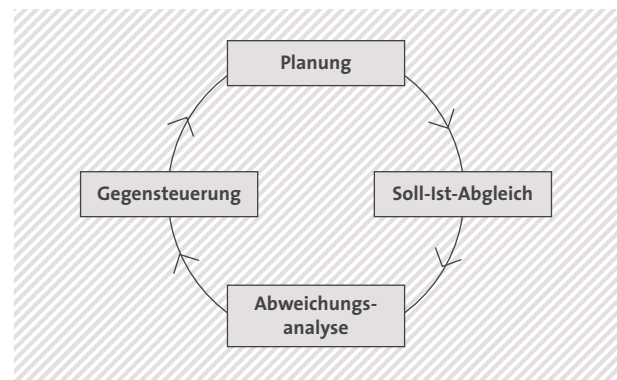 Planung
Gegensteuerung
Soll-Ist-Abgleich
Abweichungs-
analyse